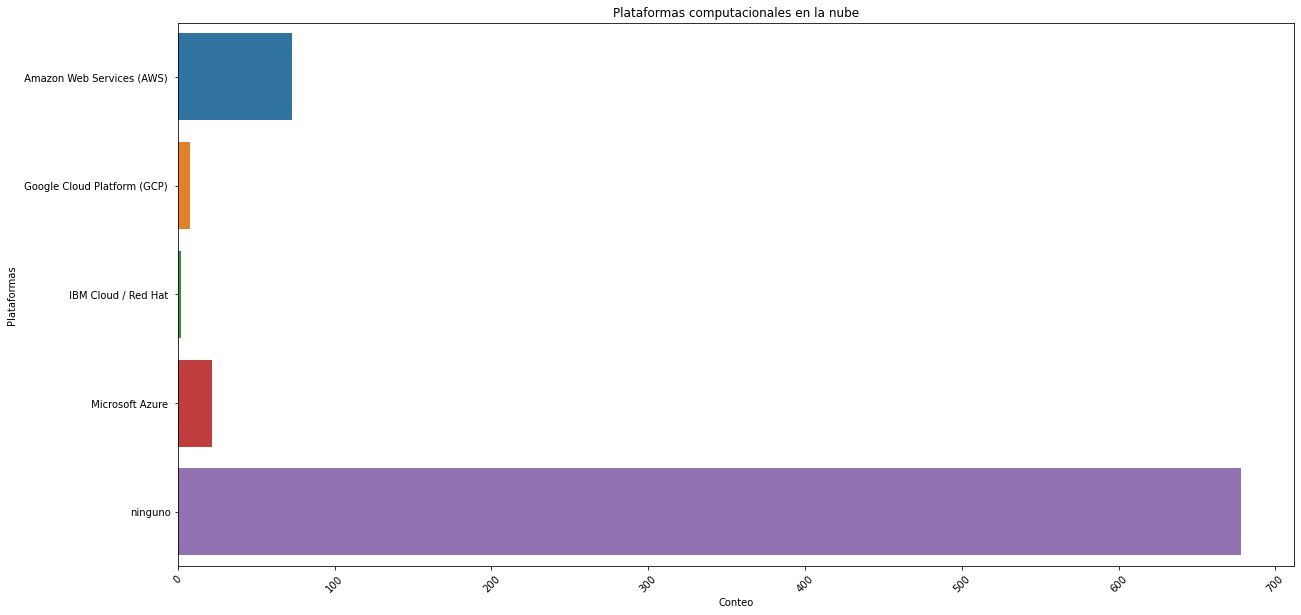 Plataformas computacionales en la nube
Amazon Web Services (AWS)
Google Cloud Platform (GCP)
IBM Cloud / Red Hat
Microsoft Azure
ninguno
Plataformas
0 100 200 300 400 500 600 700
Conteo